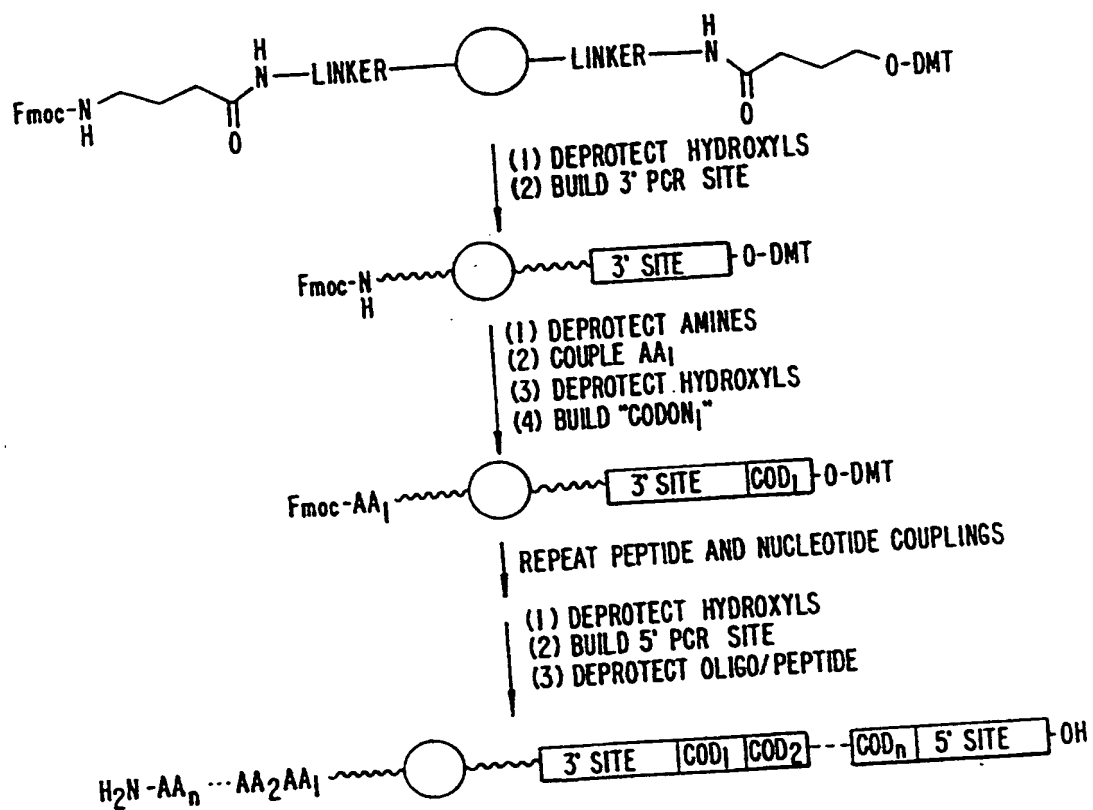 Fmoc-N H O H N-LINKER LINKER-N H O O-DMT
(1) DEPROTECT HYDROXYLS
(2) BUILD 3' PCR SITE
Fmoc-N H 3' SITE O-DMT
(1) DEPROTECT AMINES
(2) COUPLE AA1
(3) DEPROTECT HYDROXYLS
(4) BUILD "CODON1"
Fmoc-AA1 3' SITE COD1 O-DMT
REPEAT PEPTIDE AND NUCLEOTIDE COUPLINGS
(1) DEPROTECT HYDROXYLS
(2) BUILD 5' PCR SITE
(3) DEPROTECT OLIGO/PEPTIDE
H2N-AAn ··· AA2AA1 3' SITE COD1 COD2 --- CODn 5' SITE OH